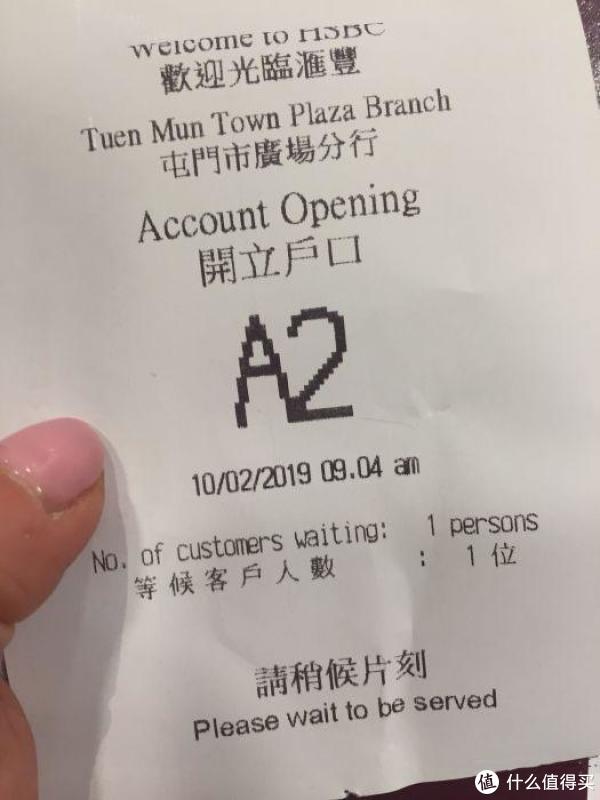 Welcome to HSBC
歡迎光臨滙豐
Tuen Mun Town Plaza Branch
屯門市廣場分行
Account Opening
開立戶口
A2
10/02/2019 09.04 am
No. of customers waiting: 1 persons
等候客戶人數 : 1 位
請稍候片刻
Please wait to be served
值 什么值得买